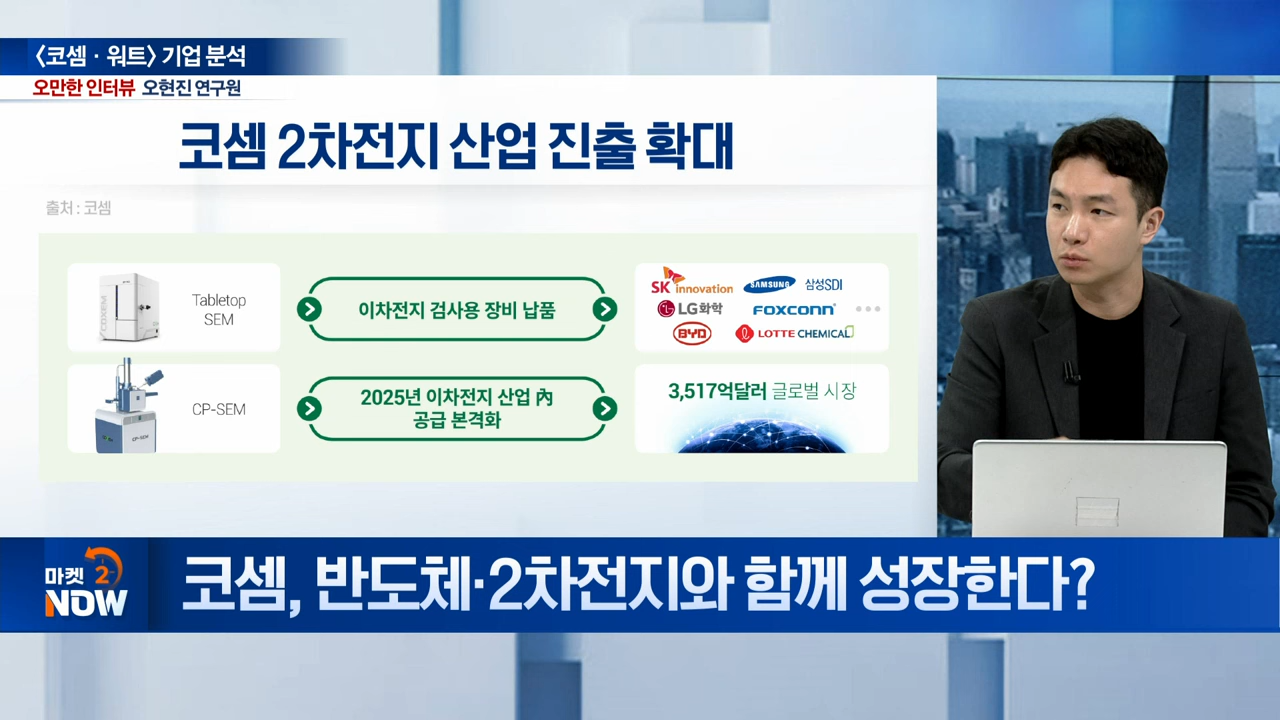 〈코셈 · 워트〉 기업 분석
오만한 인터뷰 오현진 연구원
코셈 2차전지 산업 진출 확대
출처 : 코셈
COXEM
Tabletop
SEM
이차전지 검사용 장비 납품
SK innovation
SAMSUNG 삼성SDI
LG화학
FOXCONN
BYD
LOTTE CHEMICAL
CP-SEM
CP-SEM
2025년 이차전지 산업 內
공급 본격화
3,517억달러 글로벌 시장
마켓 2
NOW
코셈, 반도체·2차전지와 함께 성장한다?